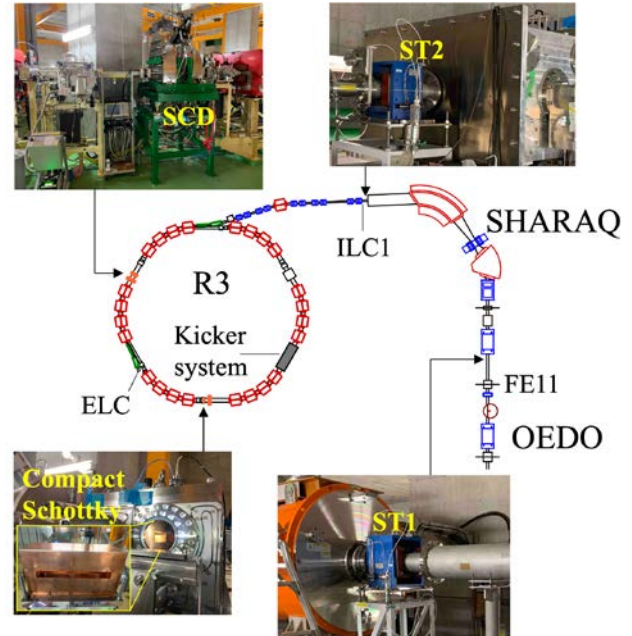 SCD
ST2
SHARAQ
ILC1
R3
Kicker
system
ELC
FE11
OEDO
Compact
Schottky
ST1